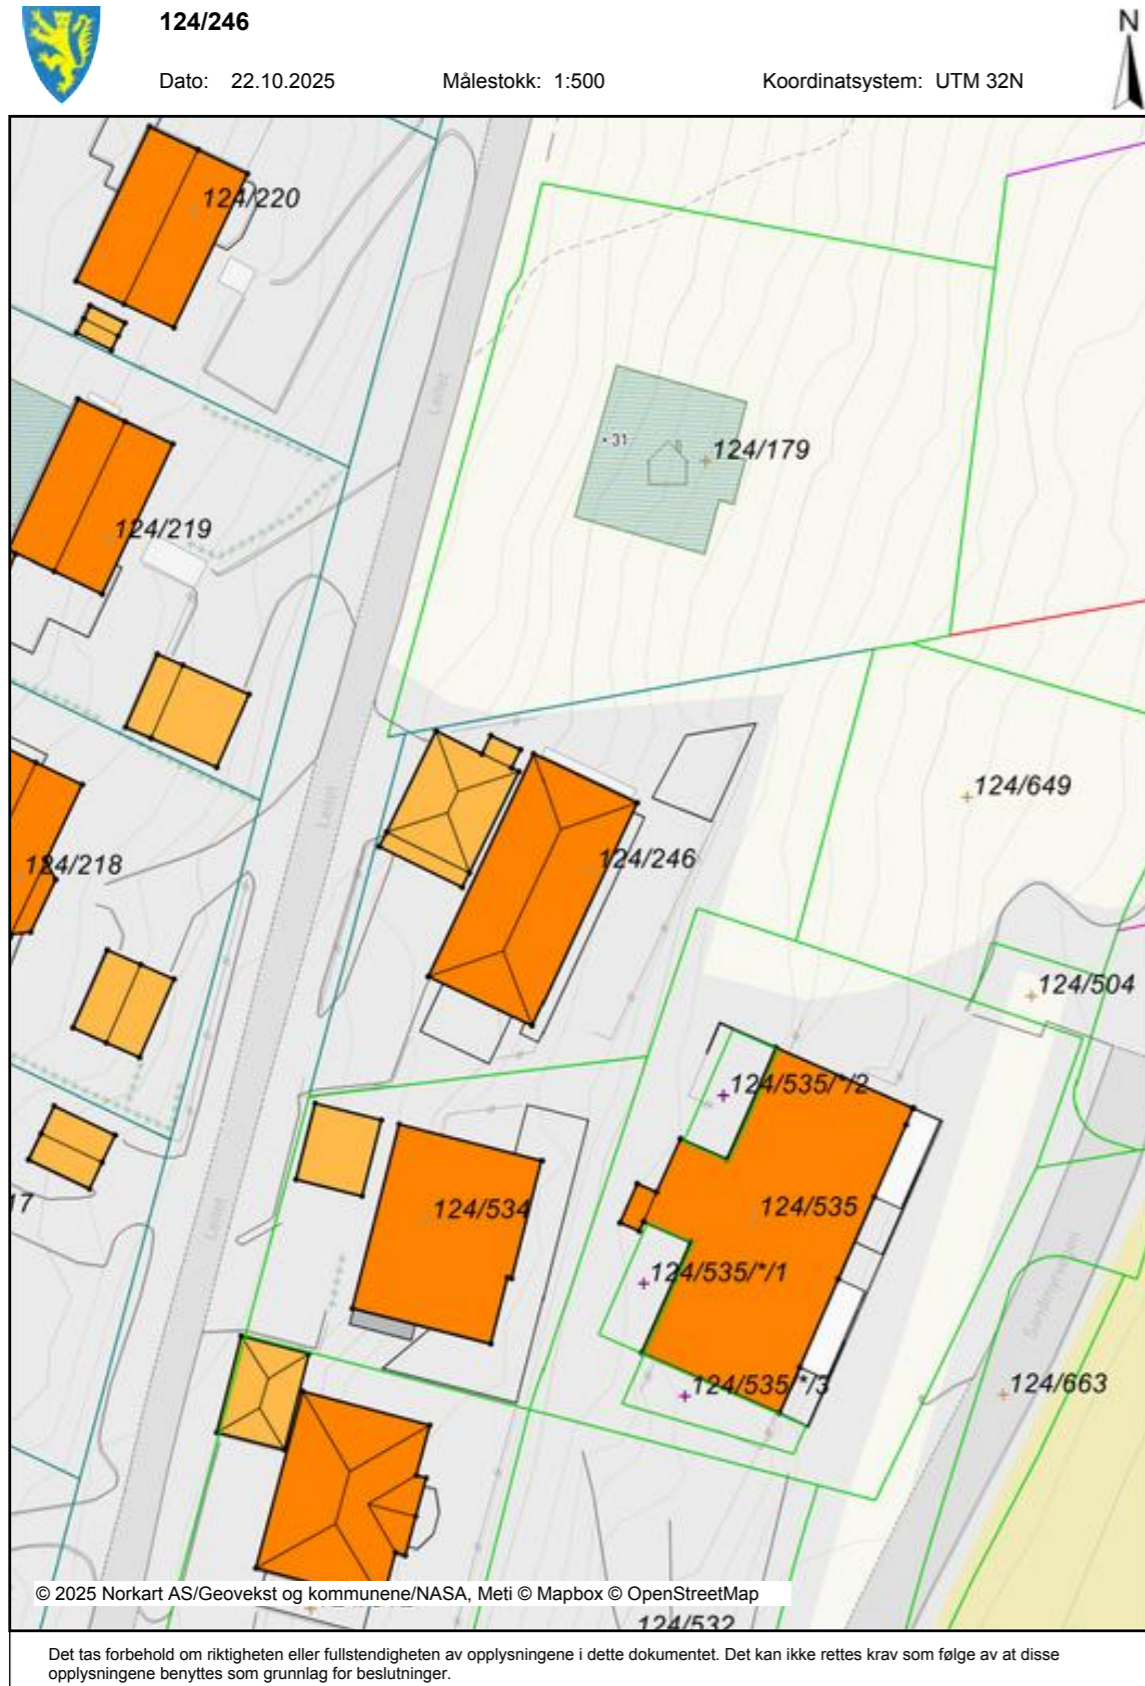 124/246
N
Dato: 22.10.2025 Målestokk: 1:500 Koordinatsystem: UTM 32N
124/220
Leitet
31
124/179
124/219
124/649
Leitet
124/246
124/218
124/504
124/535/*/2
17
124/534
124/535
Leitet
124/535/*/1
124/535/*/3
124/663
© 2025 Norkart AS/Geovekst og kommunene/NASA, Meti © Mapbox © OpenStreetMap
124/532
Det tas forbehold om riktigheten eller fullstendigheten av opplysningene i dette dokumentet. Det kan ikke rettes krav som følge av at disse
opplysningene benyttes som grunnlag for beslutninger.